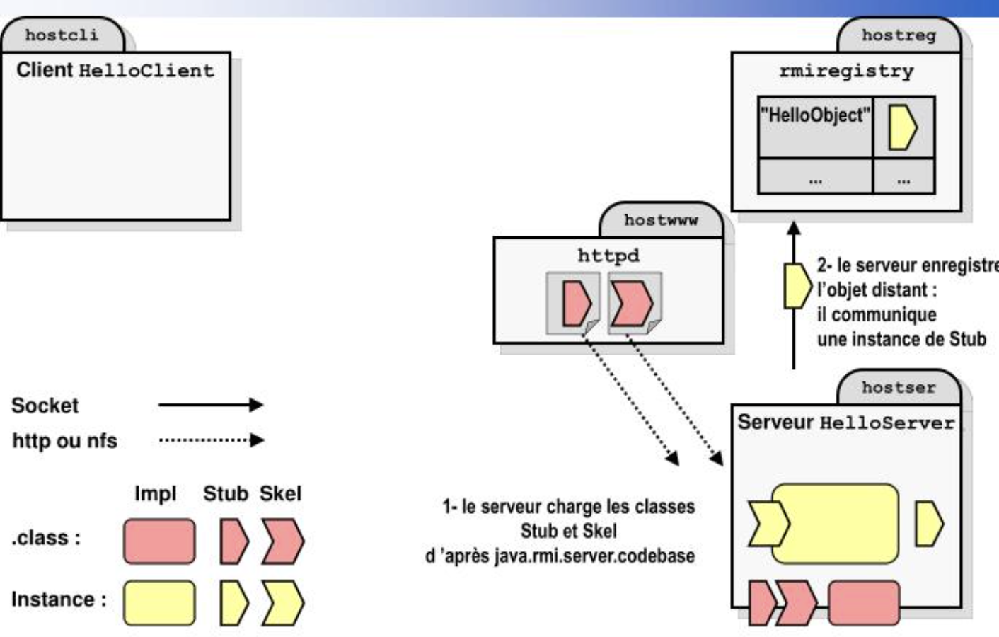 hostcli
Client HelloClient
hostreg
rmiregistry
"HelloObject"
... ...
hostwww
httpd
2- le serveur enregistre
l’objet distant :
il communique
une instance de Stub
hostser
Serveur HelloServer
Socket
http ou nfs
1- le serveur charge les classes
Stub et Skel
d ’après java.rmi.server.codebase
Impl Stub Skel
.class :
Instance :